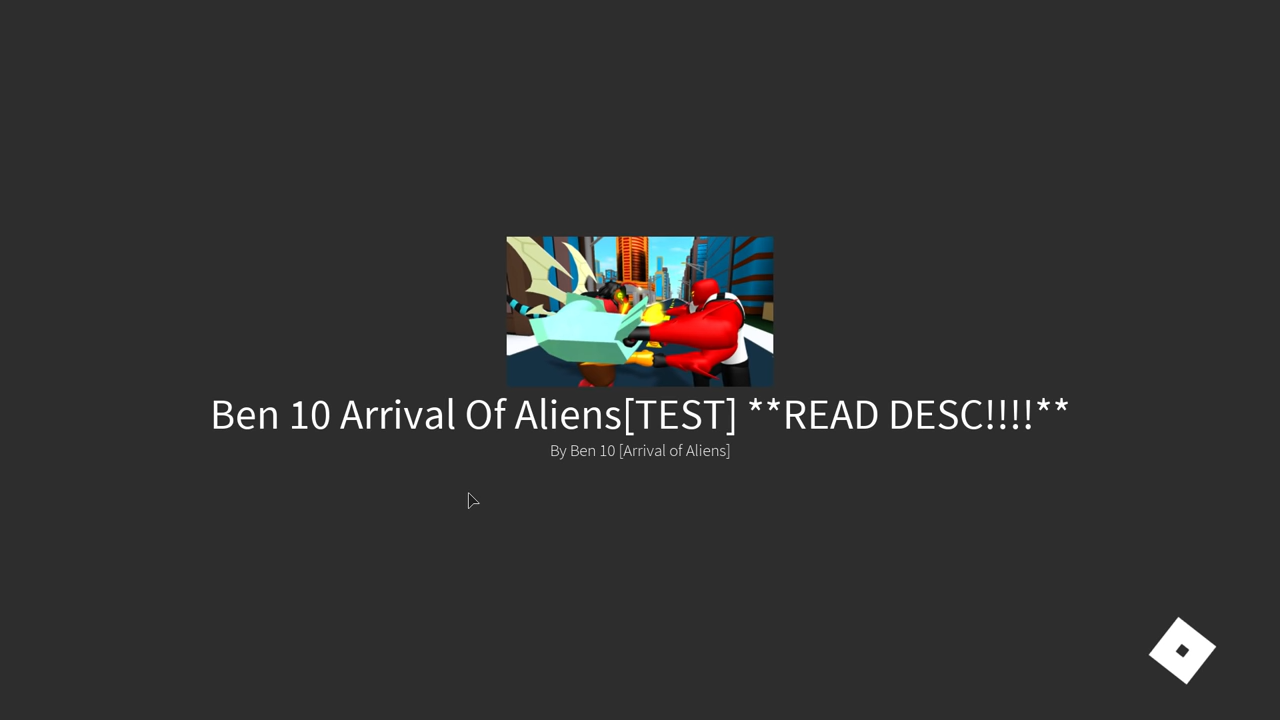 Ben 10 Arrival Of Aliens[TEST] **READ DESC!!!!**
By Ben 10 [Arrival of Aliens]